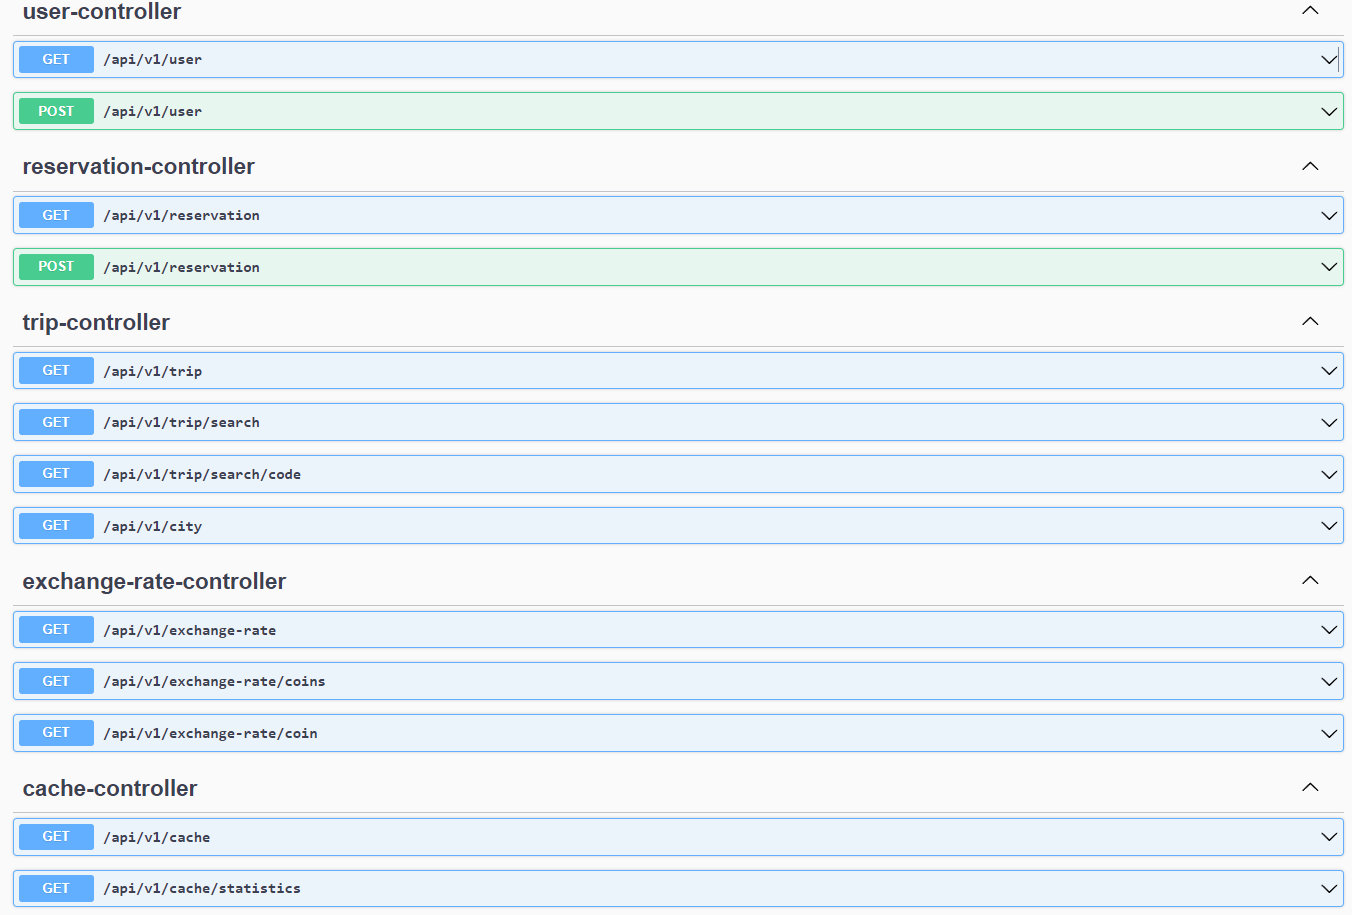 user-controller
GET /api/v1/user
POST /api/v1/user
reservation-controller
GET /api/v1/reservation
POST /api/v1/reservation
trip-controller
GET /api/v1/trip
GET /api/v1/trip/search
GET /api/v1/trip/search/code
GET /api/v1/city
exchange-rate-controller
GET /api/v1/exchange-rate
GET /api/v1/exchange-rate/coins
GET /api/v1/exchange-rate/coin
cache-controller
GET /api/v1/cache
GET /api/v1/cache/statistics